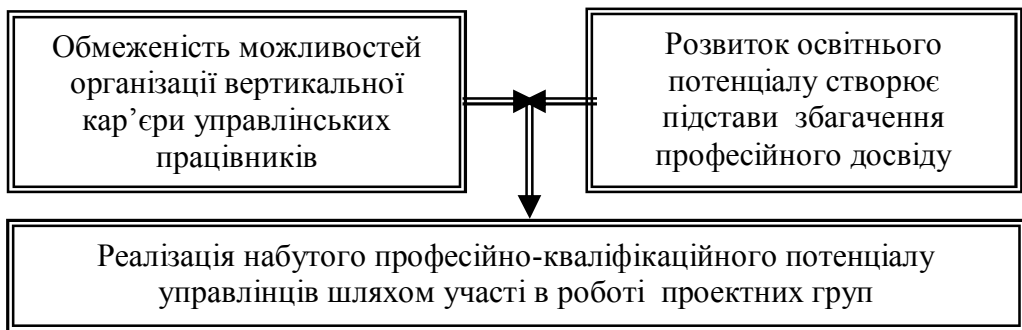 Обмеженість можливостей
організації вертикальної
кар’єри управлінських
працівників
Розвиток освітнього
потенціалу створює
підстави збагачення
професійного досвіду
Реалізація набутого професійно-кваліфікаційного потенціалу
управлінців шляхом участі в роботі проектних груп